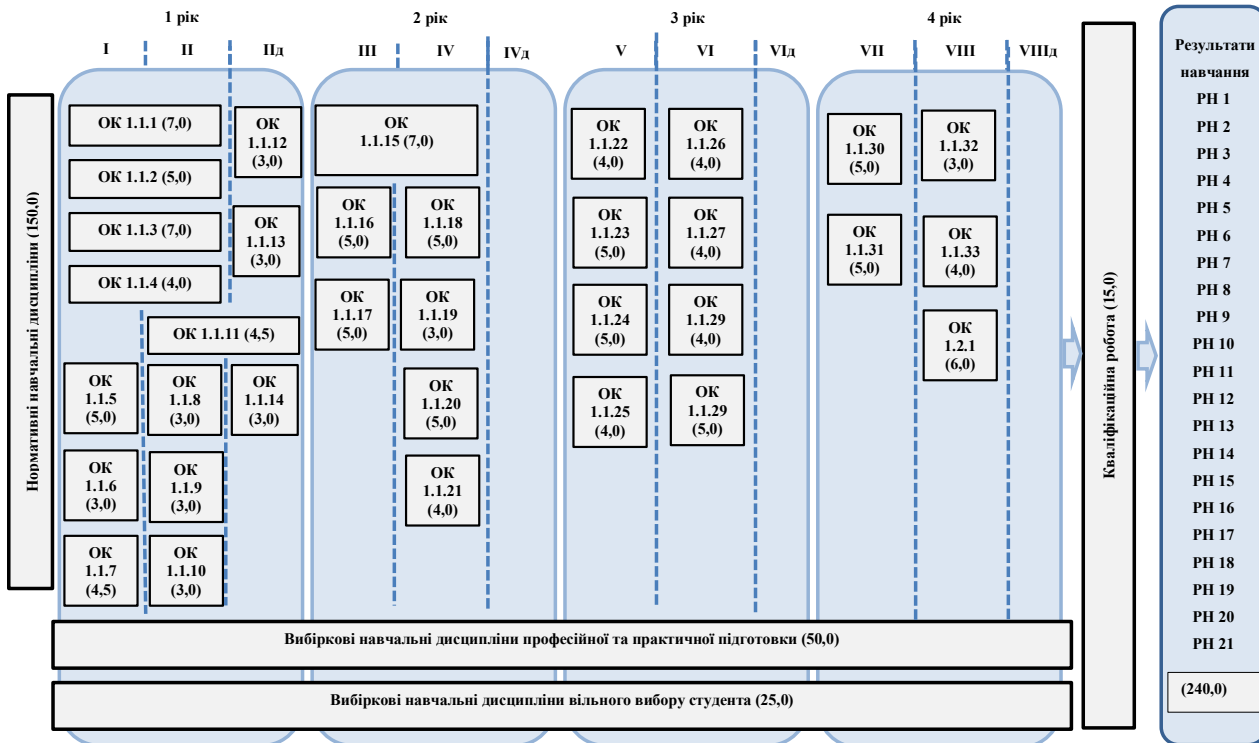 1 рік
2 рік
3 рік
4 рік
I
II
IIд
III
IV
IVд
V
VI
VIд
VII
VIII
VIIIд
Нормативні навчальні дисципліни (150,0)
ОК 1.1.1 (7,0)
ОК 1.1.2 (5,0)
ОК 1.1.3 (7,0)
ОК 1.1.4 (4,0)
ОК
1.1.12
(3,0)
ОК
1.1.13
(3,0)
ОК 1.1.11 (4,5)
ОК
1.1.5
(5,0)
ОК
1.1.8
(3,0)
ОК
1.1.14
(3,0)
ОК
1.1.6
(3,0)
ОК
1.1.9
(3,0)
ОК
1.1.7
(4,5)
ОК
1.1.10
(3,0)
ОК
1.1.15 (7,0)
ОК
1.1.16
(5,0)
ОК
1.1.18
(5,0)
ОК
1.1.17
(5,0)
ОК
1.1.19
(3,0)
ОК
1.1.20
(5,0)
ОК
1.1.21
(4,0)
ОК
1.1.22
(4,0)
ОК
1.1.26
(4,0)
ОК
1.1.23
(5,0)
ОК
1.1.27
(4,0)
ОК
1.1.24
(5,0)
ОК
1.1.29
(4,0)
ОК
1.1.25
(4,0)
ОК
1.1.29
(5,0)
ОК
1.1.30
(5,0)
ОК
1.1.32
(3,0)
ОК
1.1.31
(5,0)
ОК
1.1.33
(4,0)
ОК
1.2.1
(6,0)
Вибіркові навчальні дисципліни професійної та практичної підготовки (50,0)
Вибіркові навчальні дисципліни вільного вибору студента (25,0)
Кваліфікаційна робота (15,0)
Результати
навчання
РН 1
РН 2
РН 3
РН 4
РН 5
РН 6
РН 7
РН 8
РН 9
РН 10
РН 11
РН 12
РН 13
РН 14
РН 15
РН 16
РН 17
РН 18
РН 19
РН 20
РН 21
(240,0)